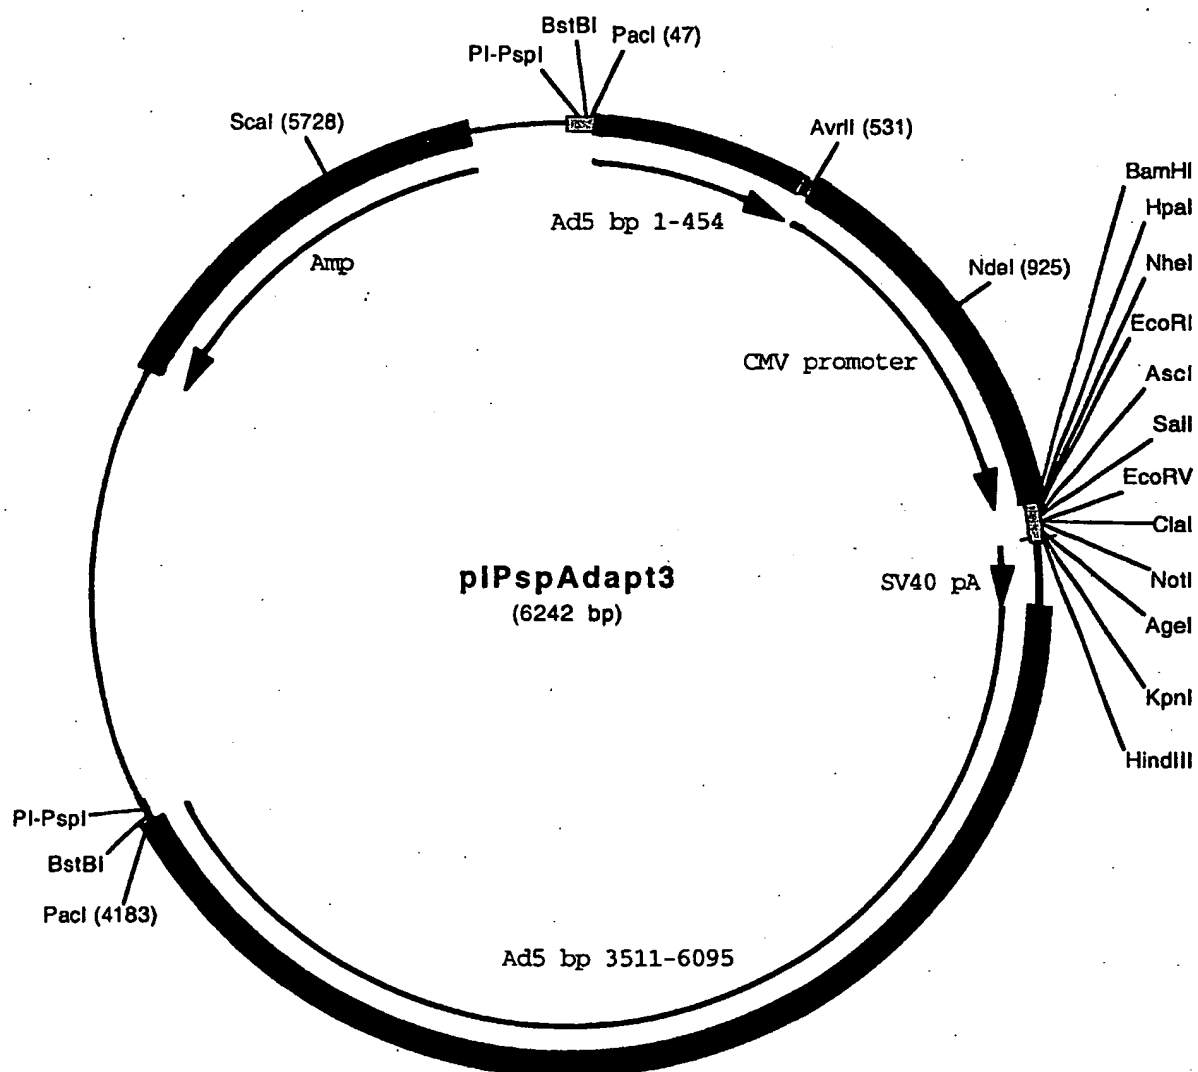 BstBI
PacI (47)
PI-PspI
ScaI (5728)
AvrII (531)
BamHI
HpaI
NheI
EcoRI
AscI
SalI
EcoRV
ClaI
NotI
AgeI
KpnI
HindIII
Ad5 bp 1-454
Amp
NdeI (925)
CMV promoter
pIPspAdapt3
(6242 bp)
SV40 pA
PI-PspI
BstBI
PacI (4183)
Ad5 bp 3511-6095